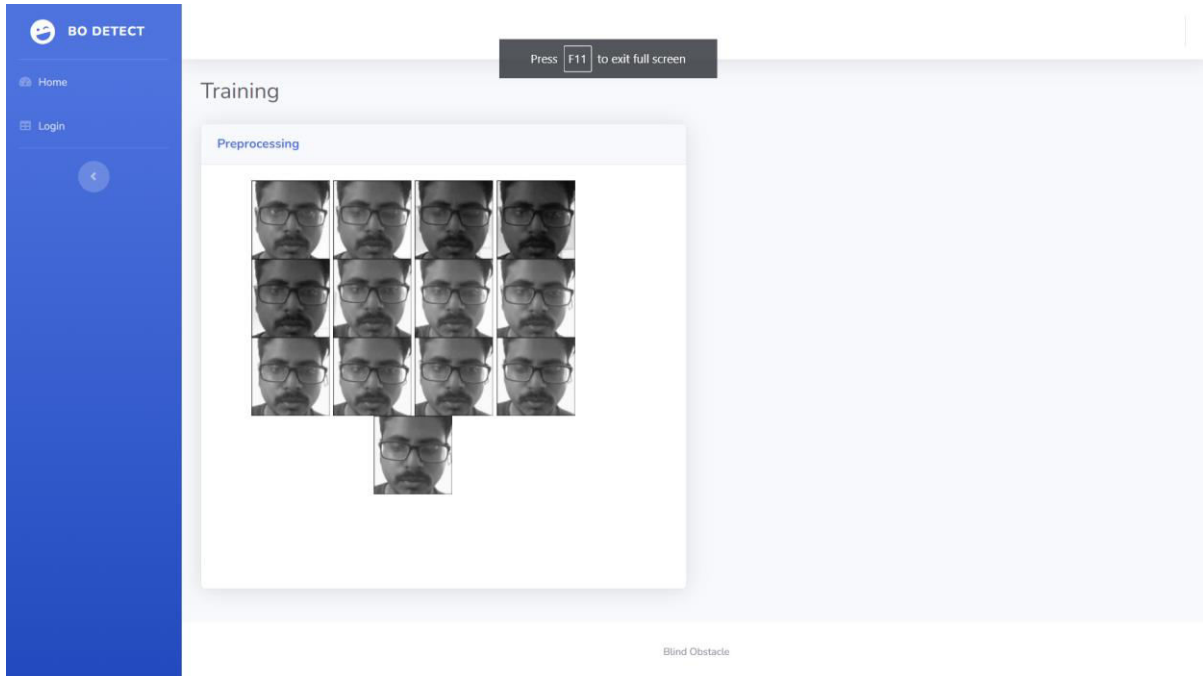 BO DETECT
Press F11 to exit full screen
Home
Training
Login
Preprocessing
Blind Obstacle